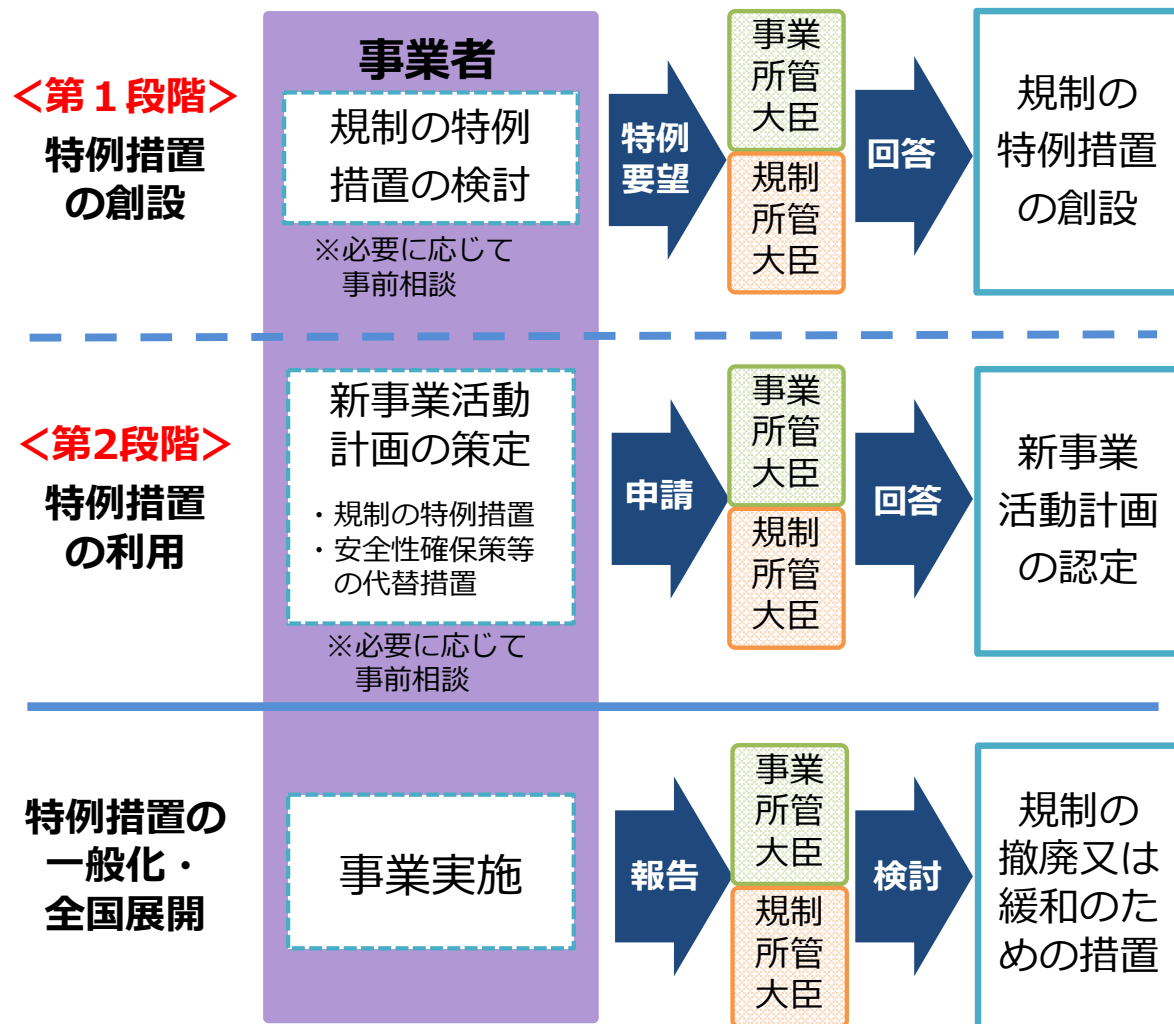 <第１段階>
特例措置
の創設
事業者
規制の特例
措置の検討
※必要に応じて
事前相談
特例
要望
事業
所管
大臣
規制
所管
大臣
回答
規制の
特例措置
の創設
<第2段階>
特例措置
の利用
新事業活動
計画の策定
・規制の特例措置
・安全性確保策等
の代替措置
※必要に応じて
事前相談
申請
事業
所管
大臣
規制
所管
大臣
回答
新事業
活動計画
の認定
特例措置の
一般化・
全国展開
事業実施
報告
事業
所管
大臣
規制
所管
大臣
検討
規制の
撤廃又は
緩和のた
めの措置